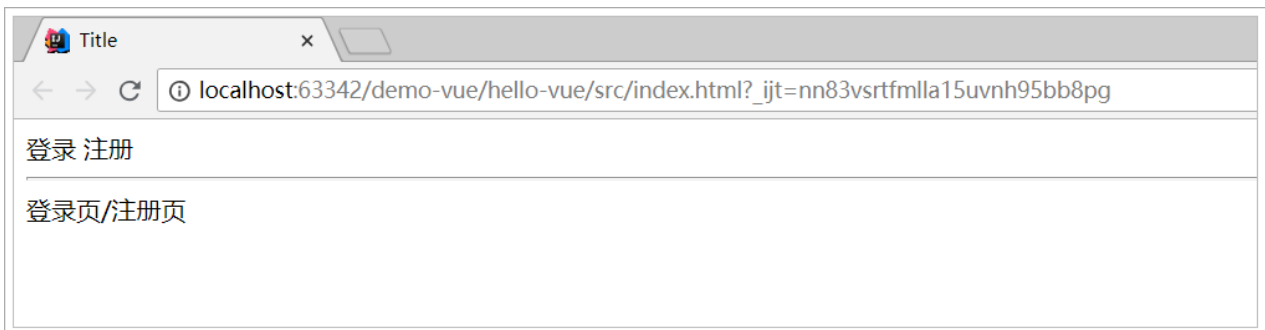 Title
localhost:63342/demo-vue/hello-vue/src/index.html?_ijt=nn83vsrtfmlla15uvnh95bb8pg
登录 注册
登录页/注册页